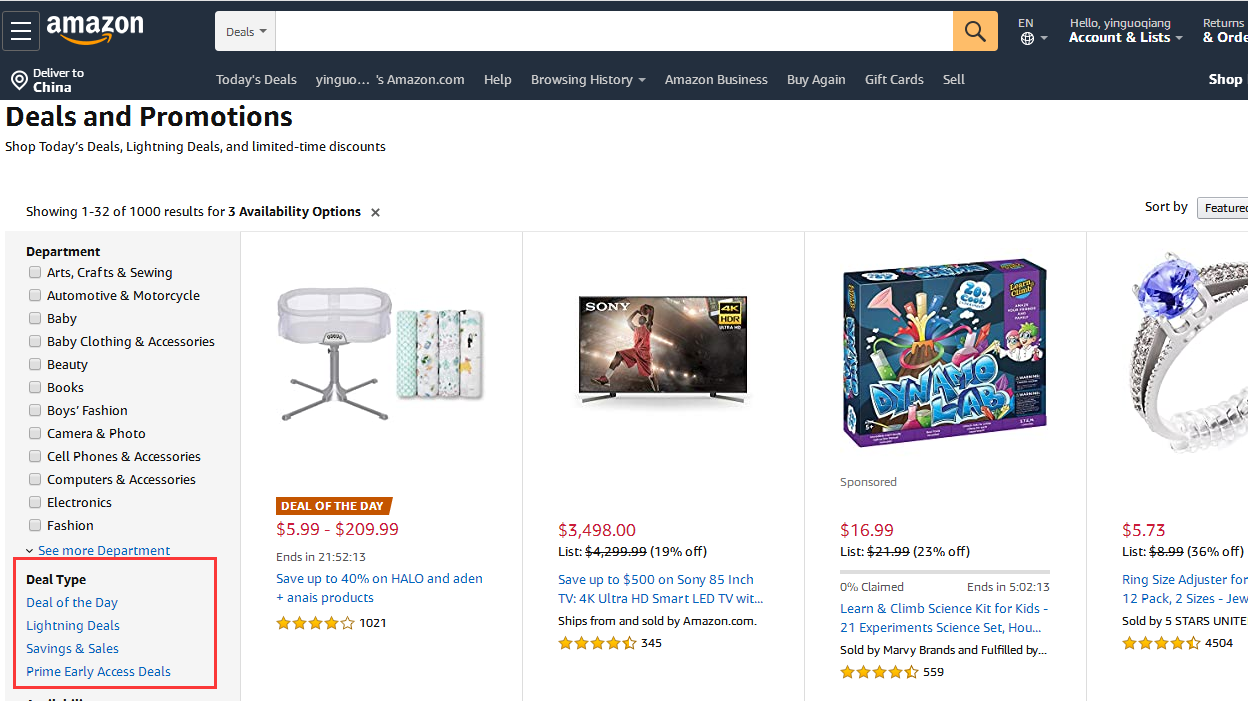 amazon
Deals
EN
Hello, yinguoqiang
Account & Lists
Returns
& Orde
Deliver to
China
Today's Deals
yinguo... 's Amazon.com
Help
Browsing History
Amazon Business
Buy Again
Gift Cards
Sell
Shop
Deals and Promotions
Shop Today's Deals, Lightning Deals, and limited-time discounts
Showing 1-32 of 1000 results for 3 Availability Options
Sort by
Featured
Department
Arts, Crafts & Sewing
Automotive & Motorcycle
Baby
Baby Clothing & Accessories
Beauty
Books
Boys' Fashion
Camera & Photo
Cell Phones & Accessories
Computers & Accessories
Electronics
Fashion
See more Department
Deal Type
Deal of the Day
Lightning Deals
Savings & Sales
Prime Early Access Deals
DEAL OF THE DAY
$5.99 - $209.99
Ends in 21:52:13
Save up to 40% on HALO and aden
+ anais products
1021
SONY
4K
HDR
ULTRA HD
$3,498.00
List: $4,299.99 (19% off)
Save up to $500 on Sony 85 Inch
TV: 4K Ultra HD Smart LED TV wit...
Ships from and sold by Amazon.com.
345
20+
COOL
Learn
Climb
DYNAMO
LAB
5+
Sponsored
$16.99
List: $21.99 (23% off)
0% Claimed
Ends in 5:02:13
Learn & Climb Science Kit for Kids -
21 Experiments Science Set, Hou...
Sold by Marvy Brands and Fulfilled by...
559
$5.73
List: $8.99 (36% off)
Ring Size Adjuster for
12 Pack, 2 Sizes - Jew
Sold by 5 STARS UNITE
4504